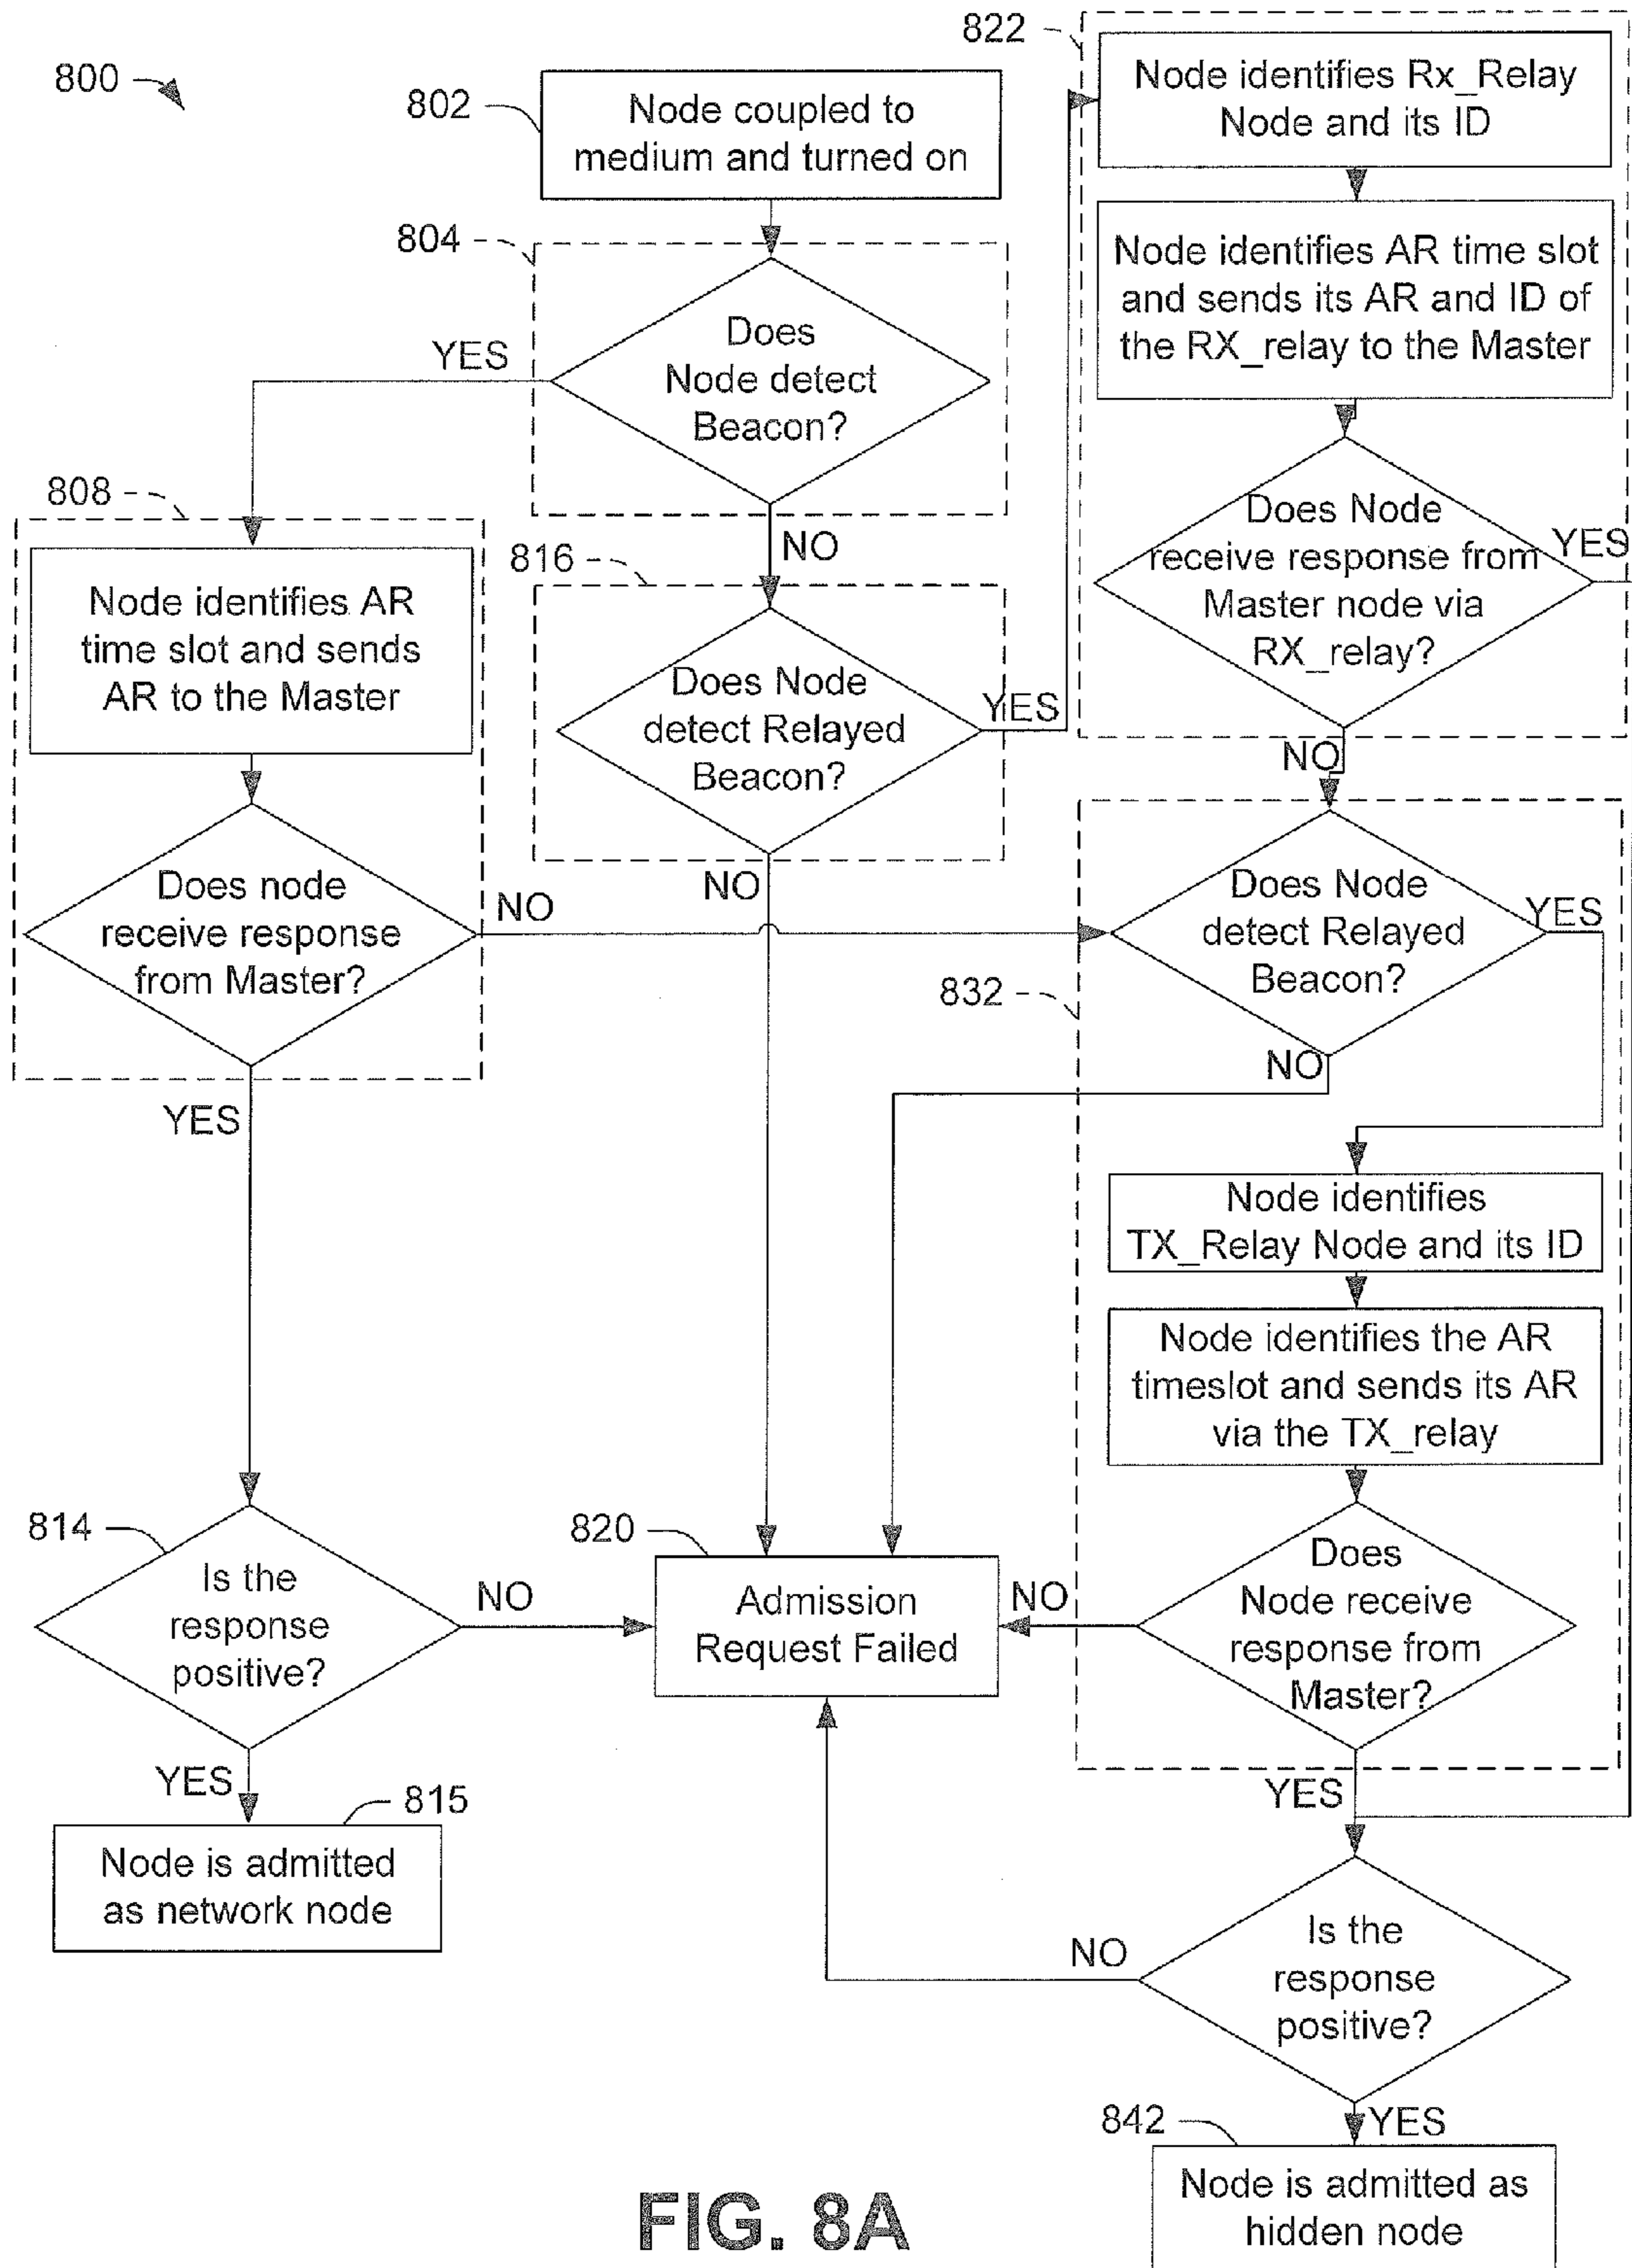 800
802
Node coupled to
medium and turned on
804
Does
Node detect
Beacon?
YES
NO
808
Node identifies AR
time slot and sends
AR to the Master
Does node
receive response
from Master?
NO
YES
816
Does Node
detect Relayed
Beacon?
YES
NO
822
Node identifies Rx_Relay
Node and its ID
Node identifies AR time slot
and sends its AR and ID of
the RX_relay to the Master
Does Node
receive response from
Master node via
RX_relay?
YES
NO
832
Does Node
detect Relayed
Beacon?
YES
NO
Node identifies
TX_Relay Node and its ID
Node identifies the AR
timeslot and sends its AR
via the TX_relay
Does
Node receive
response from
Master?
NO
YES
814
Is the
response
positive?
NO
YES
815
Node is admitted
as network node
820
Admission
Request Failed
Is the
response
positive?
NO
YES
842
Node is admitted as
hidden node
FIG. 8A